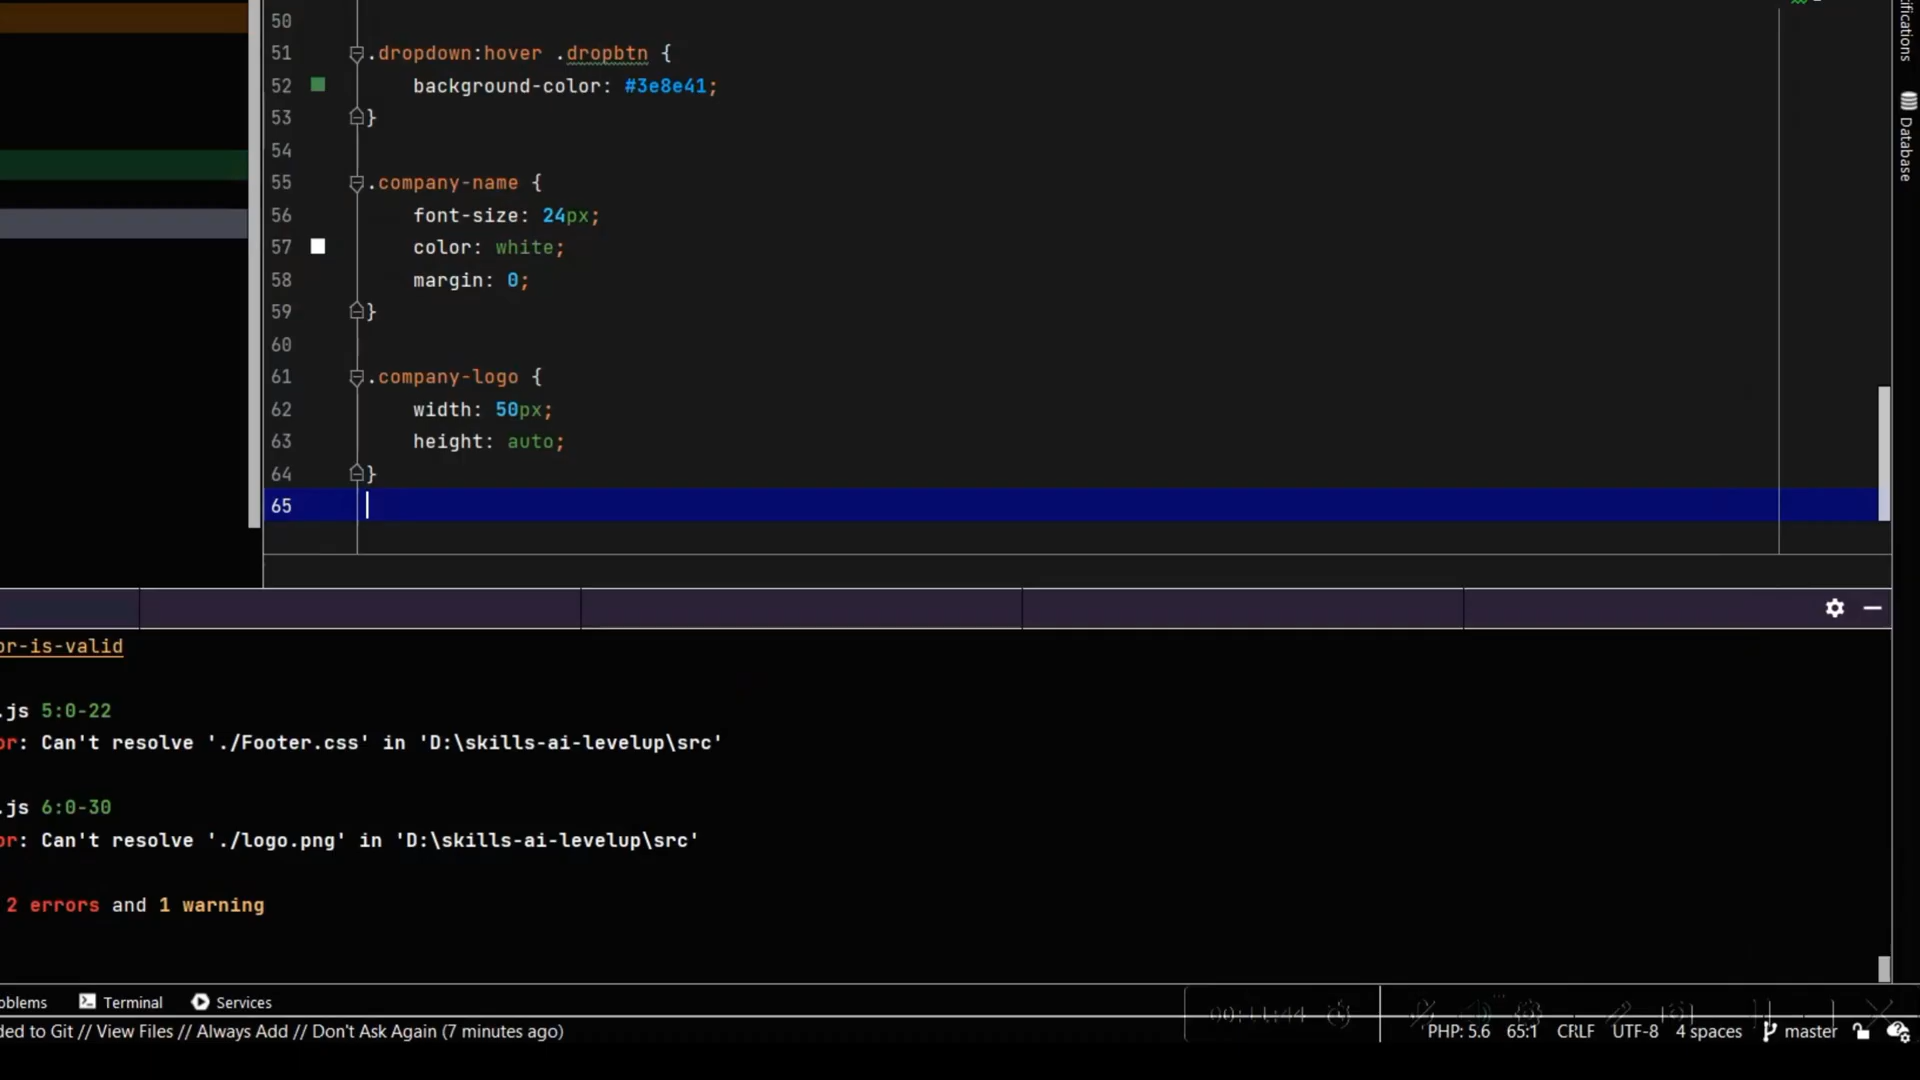 50
51 .dropdown:hover .dropbtn {
52 background-color: #3e8e41;
53 }
54
55 .company-name {
56 font-size: 24px;
57 color: white;
58 margin: 0;
59 }
60
61 .company-logo {
62 width: 50px;
63 height: auto;
64 }
65
ifications
Database
or-is-valid
.js 5:0-22
or: Can't resolve './Footer.css' in 'D:\skills-ai-levelup\src'
.js 6:0-30
or: Can't resolve './logo.png' in 'D:\skills-ai-levelup\src'
2 errors and 1 warning
oblems Terminal Services
00:11:44
ded to Git // View Files // Always Add // Don't Ask Again (7 minutes ago) PHP: 5.6 65:1 CRLF UTF-8 4 spaces master